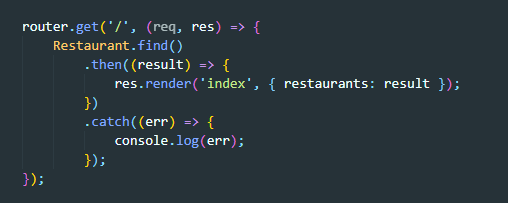 router.get('/', (req, res) => {
    Restaurant.find()
        .then((result) => {
            res.render('index', { restaurants: result });
        })
        .catch((err) => {
            console.log(err);
        });
});